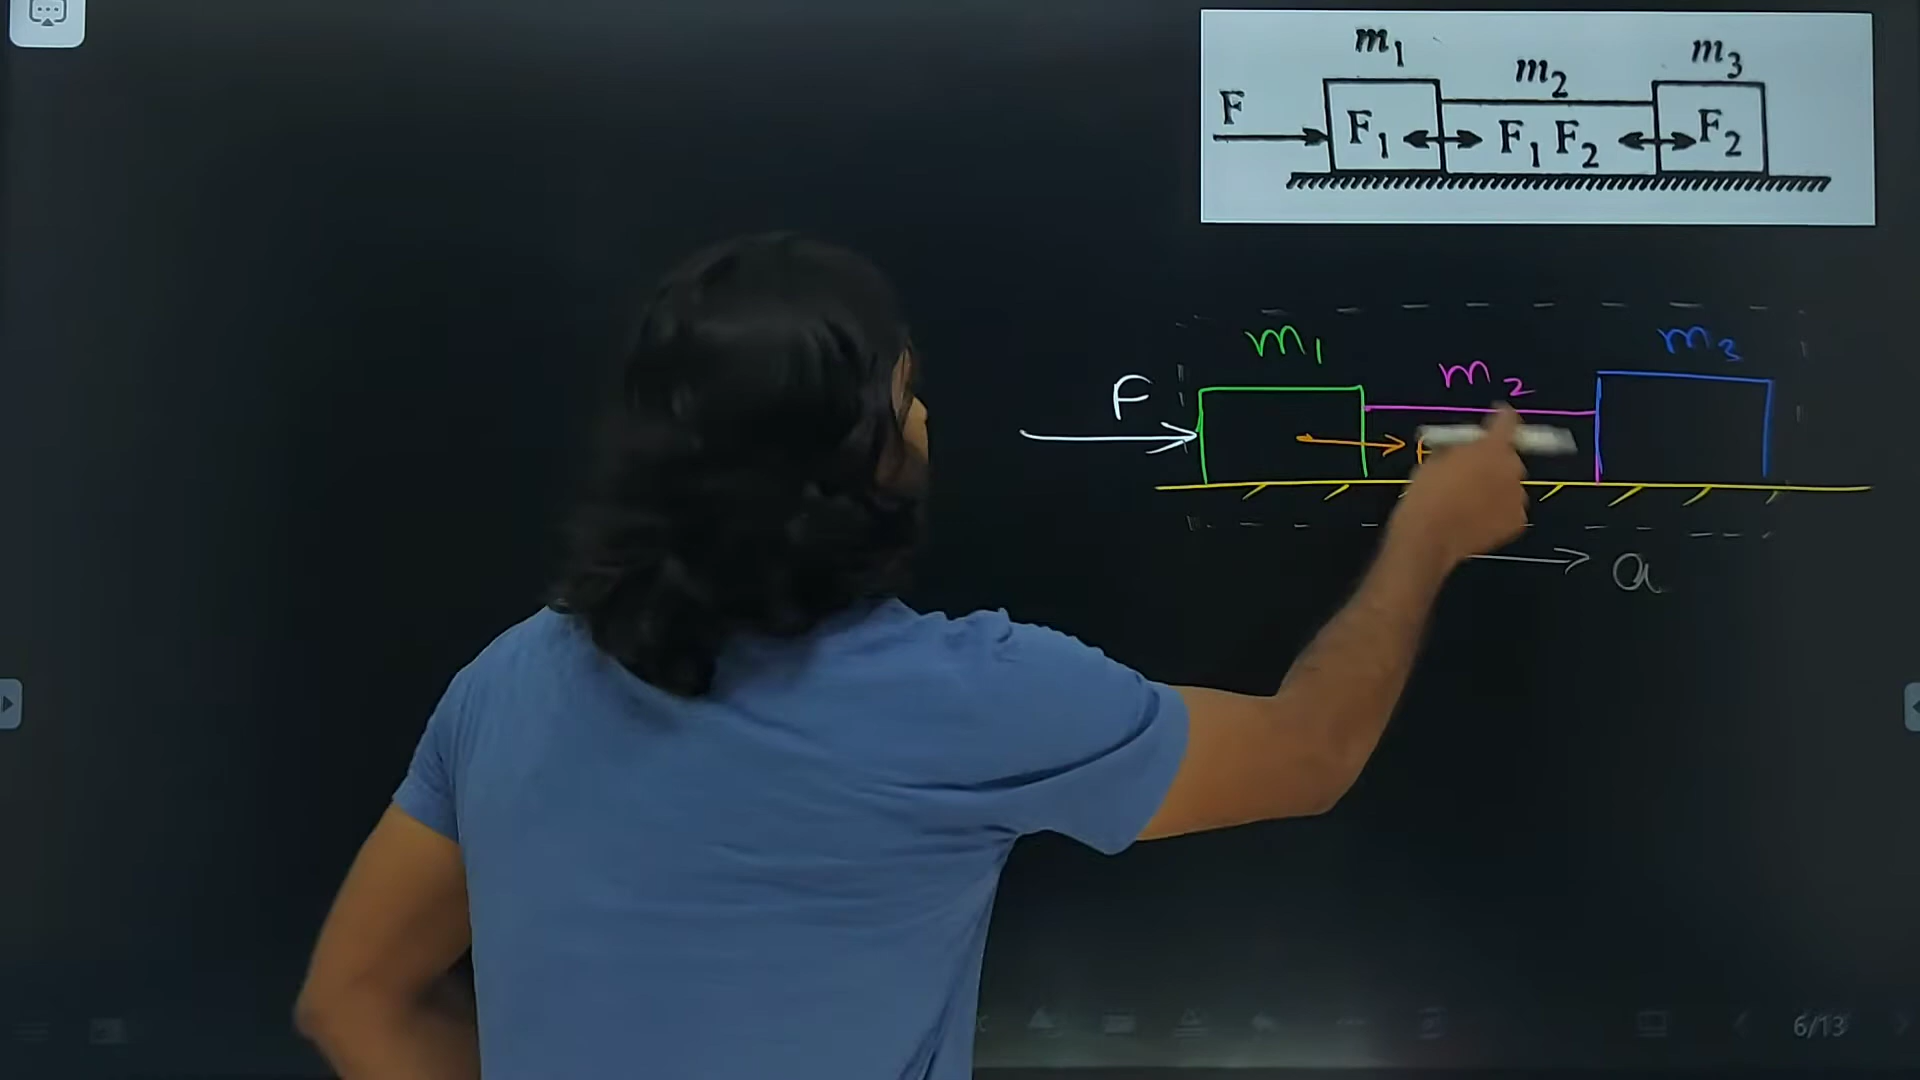 m₁ m₂ m₃
F F₁ F₁ F₂ F₂
m₁ m₂ m₃
F
a
6/13